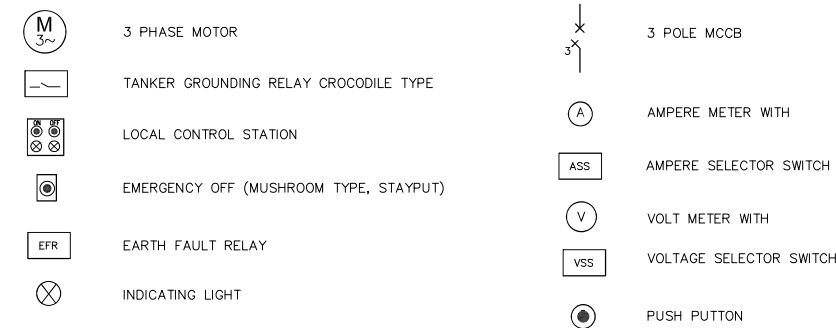 M
3~
3 PHASE MOTOR
TANKER GROUNDING RELAY CROCODILE TYPE
ON OFF
LOCAL CONTROL STATION
EMERGENCY OFF (MUSHROOM TYPE, STAYPUT)
EFR
EARTH FAULT RELAY
INDICATING LIGHT
3
3 POLE MCCB
A
AMPERE METER WITH
ASS
AMPERE SELECTOR SWITCH
V
VOLT METER WITH
VSS
VOLTAGE SELECTOR SWITCH
PUSH PUTTON